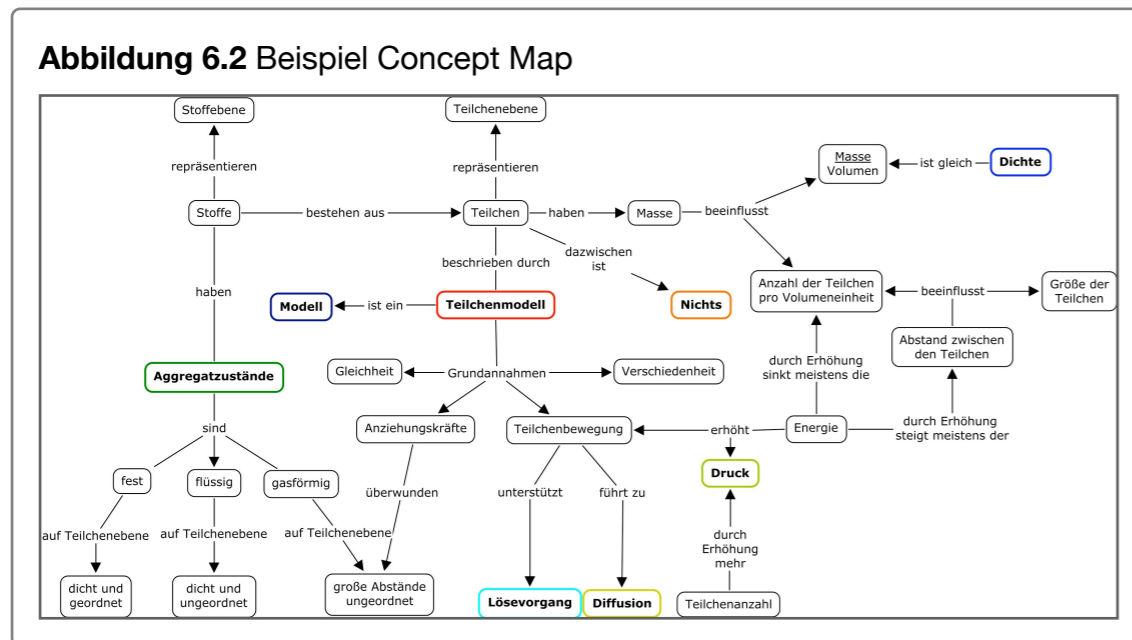 Abbildung 6.2 Beispiel Concept Map
Stoffebene
Teilchenebene
repräsentieren
repräsentieren
Masse
Volumen
ist gleich
Dichte
Stoffe
bestehen aus
Teilchen
haben
Masse
beeinflusst
dazwischen
ist
beschrieben durch
haben
Modell
ist ein
Teilchenmodell
Nichts
Anzahl der Teilchen
pro Volumeneinheit
beeinflusst
Größe der
Teilchen
Abstand zwischen
den Teilchen
Aggregatzustände
Gleichheit
Grundannahmen
Verschiedenheit
durch Erhöhung
sinkt meistens die
sind
Anziehungskräfte
Teilchenbewegung
erhöht
Energie
durch Erhöhung
steigt meistens der
fest
flüssig
gasförmig
überwunden
unterstützt
führt zu
Druck
auf Teilchenebene
auf Teilchenebene
auf Teilchenebene
durch
Erhöhung
mehr
dicht und
geordnet
dicht und
ungeordnet
große Abstände
ungeordnet
Lösevorgang
Diffusion
Teilchenanzahl